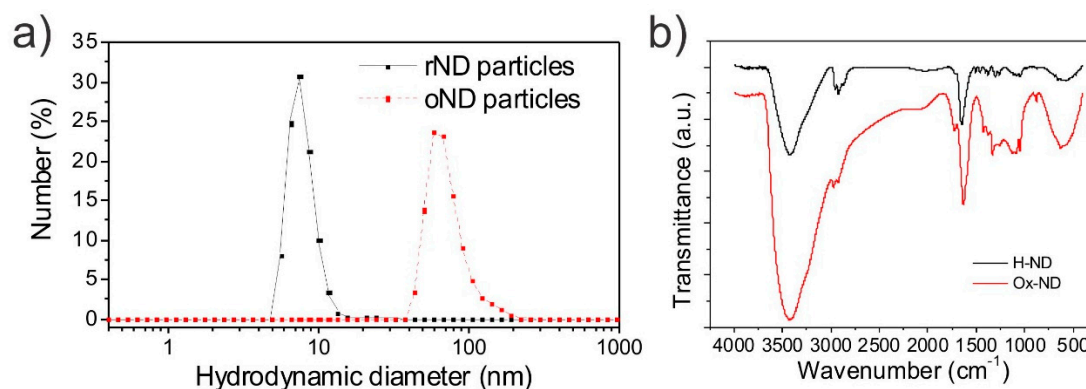 a)
35
30
25
20
15
10
5
0
Number (%)
rND particles
oND particles
1 10 100 1000
Hydrodynamic diameter (nm)
b)
Transmittance (a.u.)
H-ND
Ox-ND
4000 3500 3000 2500 2000 1500 1000 500
Wavenumber (cm⁻¹)